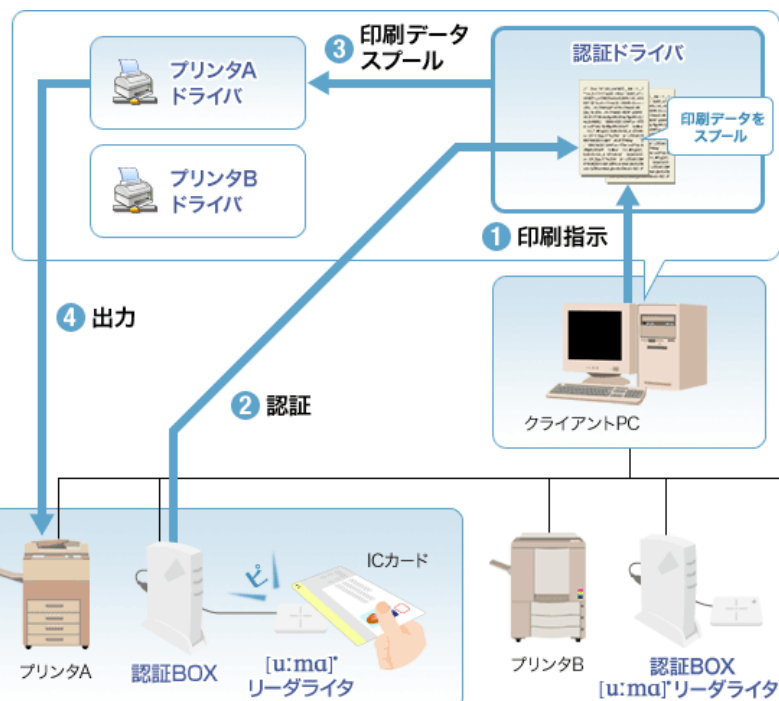 プリンタA
ドライバ
3 印刷データ
スプール
認証ドライバ
印刷データを
スプール
プリンタB
ドライバ
1 印刷指示
4 出力
2 認証
クライアントPC
ピッ
ICカード
プリンタA
認証BOX
[u:ma]゛
リーダライタ
プリンタB
認証BOX
[u:ma]゛リーダライタ